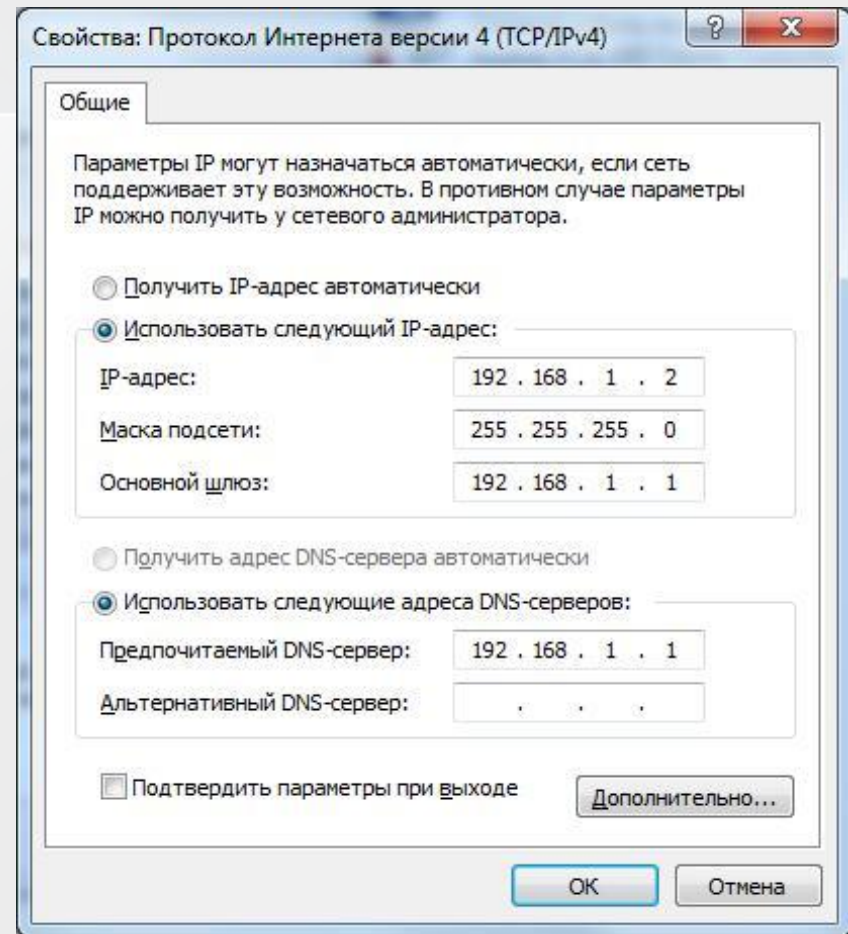 Свойства: Протокол Интернета версии 4 (TCP/IPv4)
?
X
Общие
Параметры IP могут назначаться автоматически, если сеть
поддерживает эту возможность. В противном случае параметры
IP можно получить у сетевого администратора.
Получить IP-адрес автоматически
Использовать следующий IP-адрес:
IP-адрес: 192 . 168 . 1 . 2
Маска подсети: 255 . 255 . 255 . 0
Основной шлюз: 192 . 168 . 1 . 1
Получить адрес DNS-сервера автоматически
Использовать следующие адреса DNS-серверов:
Предпочитаемый DNS-сервер: 192 . 168 . 1 . 1
Альтернативный DNS-сервер: . . .
Подтвердить параметры при выходе
Дополнительно...
ОК
Отмена